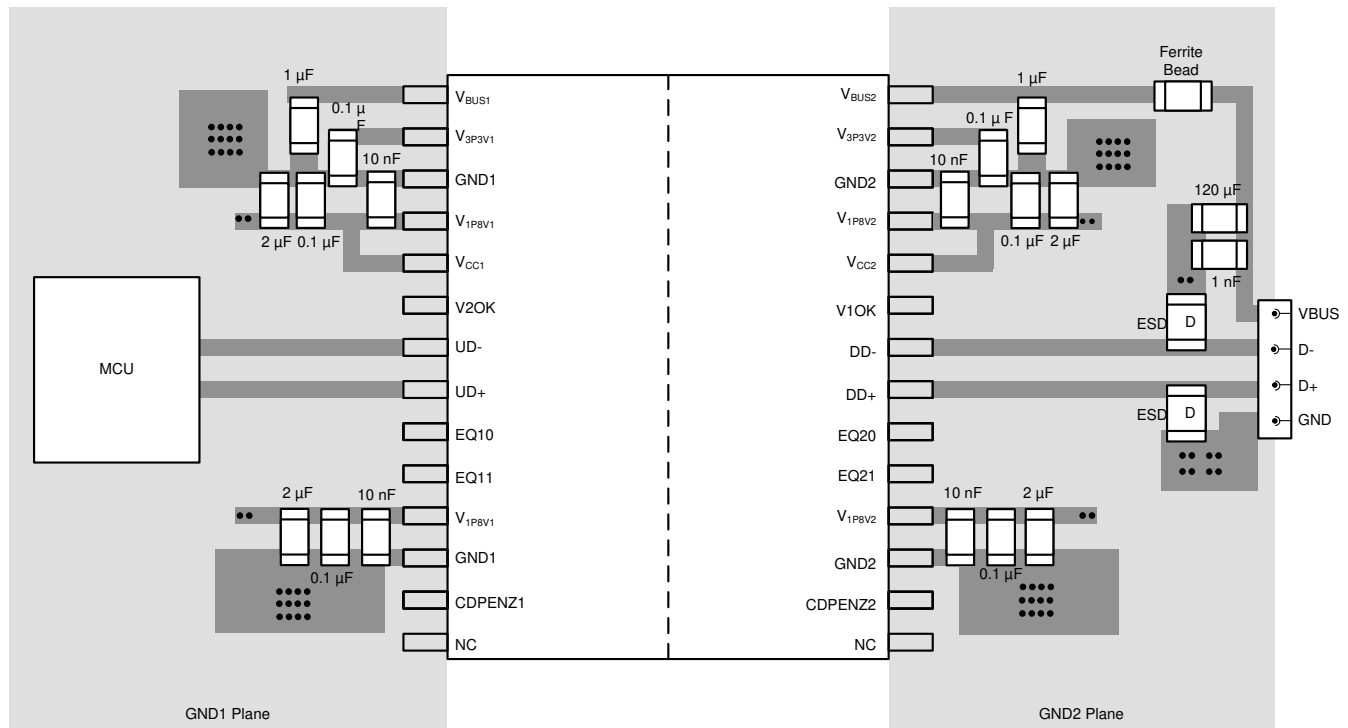 1 µF
0.1 µ
F
10 nF
2 µF
0.1 µF
MCU
2 µF
10 nF
0.1 µF
GND1 Plane
VBUS1
V3P3V1
GND1
V1P8V1
VCC1
V2OK
UD-
UD+
EQ10
EQ11
V1P8V1
GND1
CDPENZ1
NC
VBUS2
V3P3V2
GND2
V1P8V2
VCC2
V1OK
DD-
DD+
EQ20
EQ21
V1P8V2
GND2
CDPENZ2
NC
1 µF
0.1 µ F
10 nF
0.1 µF
2 µF
Ferrite
Bead
120 µF
1 nF
ESD
D
ESD
D
VBUS
D-
D+
GND
10 nF
2 µF
0.1 µF
GND2 Plane